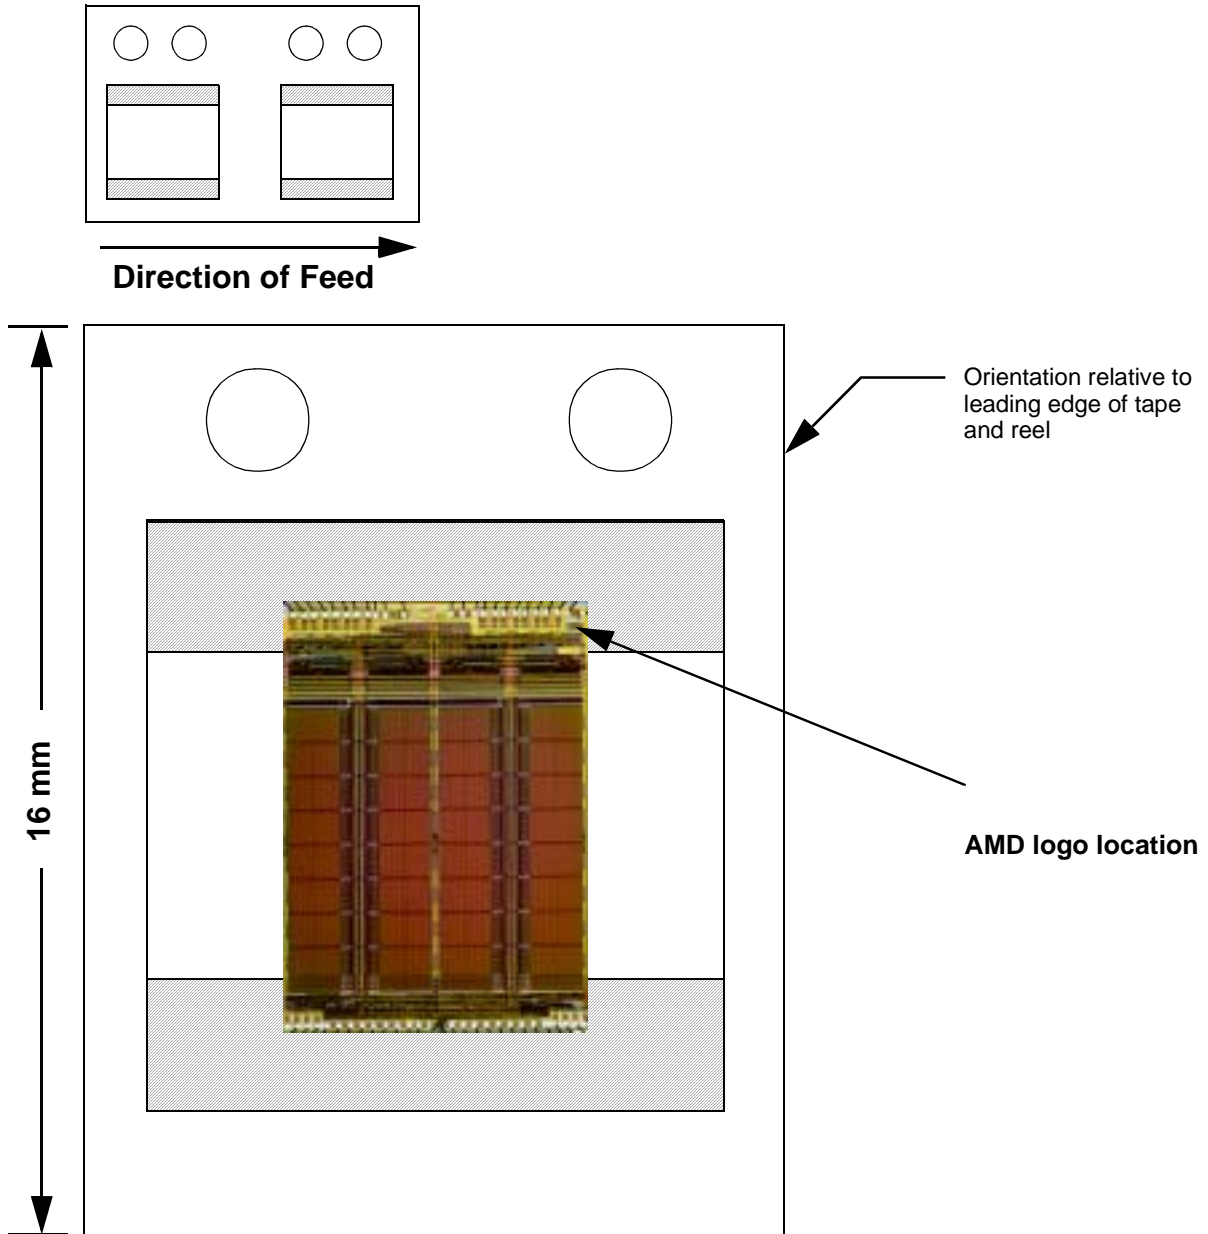 Direction of Feed
Orientation relative to
leading edge of tape
and reel
16 mm
AMD logo location